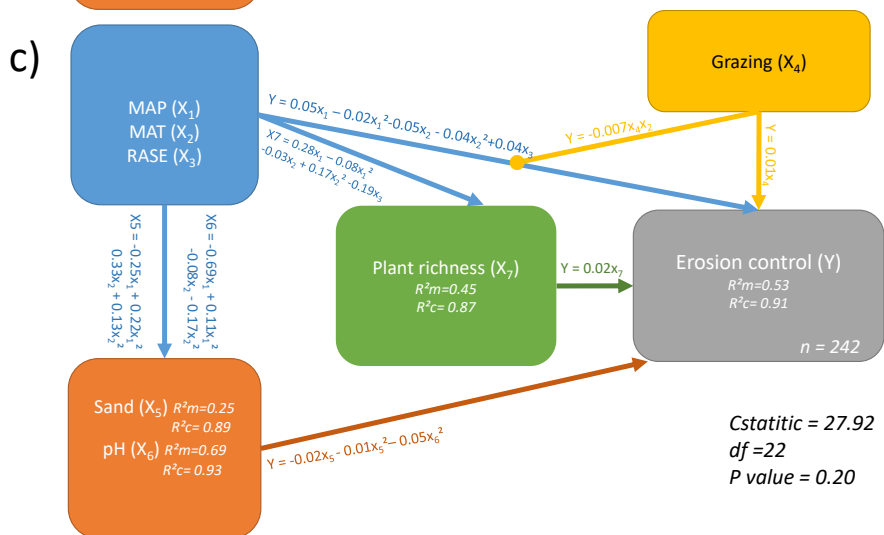 c)
MAP (X₁)
MAT (X₂)
RASE (X₃)
Grazing (X₄)
Y = 0.05x₁ – 0.02x₁²-0.05x₂ - 0.04x₂²+0.04x₃
Y = -0.007x₄x₂
Y = 0.01x₄
X7 = 0.28x₁ – 0.08x₁²
-0.03x₂ + 0.17x₂² -0.19x₃
X6 = -0.69x₁ + 0.11x₁²
-0.08x₂ - 0.17x₂²
X5 = -0.25x₁ + 0.22x₁²
0.33x₂ + 0.13x₂²
Plant richness (X₇)
R²m=0.45
R²c= 0.87
Y = 0.02x₇
Erosion control (Y)
R²m=0.53
R²c= 0.91
n = 242
Sand (X₅) R²m=0.25
R²c= 0.89
pH (X₆) R²m=0.69
R²c= 0.93
Y = -0.02x₅ - 0.01x₅²– 0.05x₆²
Cstatitic = 27.92
df =22
P value = 0.20